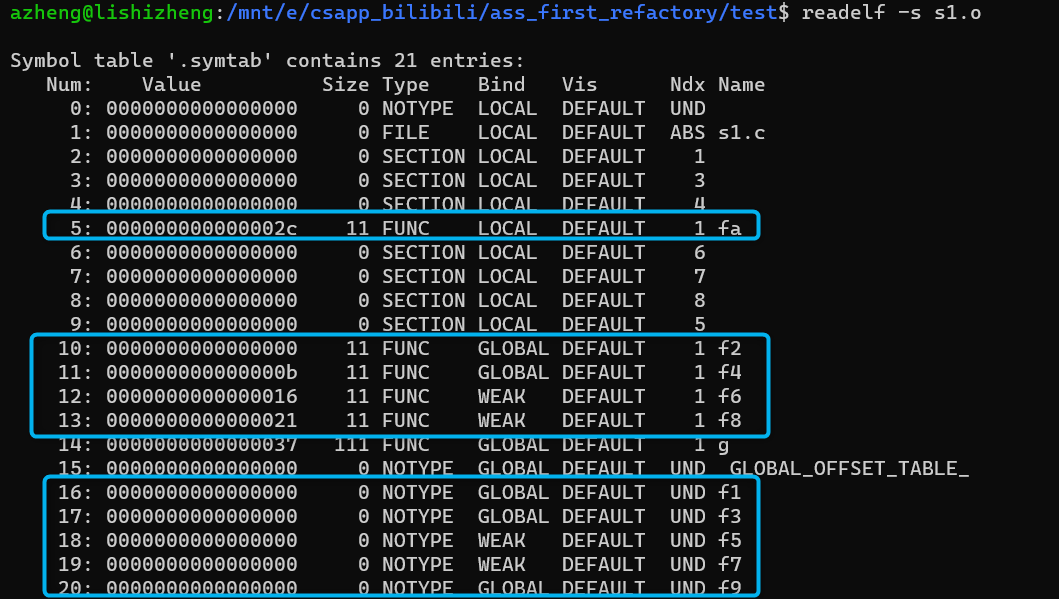 azheng@lishizheng:/mnt/e/csapp_bilibili/ass_first_refactory/test$ readelf -s s1.o
Symbol table '.symtab' contains 21 entries:
Num: Value Size Type Bind Vis Ndx Name
0: 0000000000000000 0 NOTYPE LOCAL DEFAULT UND
1: 0000000000000000 0 FILE LOCAL DEFAULT ABS s1.c
2: 0000000000000000 0 SECTION LOCAL DEFAULT 1
3: 0000000000000000 0 SECTION LOCAL DEFAULT 3
4: 0000000000000000 0 SECTION LOCAL DEFAULT 4
5: 000000000000002c 11 FUNC LOCAL DEFAULT 1 fa
6: 0000000000000000 0 SECTION LOCAL DEFAULT 6
7: 0000000000000000 0 SECTION LOCAL DEFAULT 7
8: 0000000000000000 0 SECTION LOCAL DEFAULT 8
9: 0000000000000000 0 SECTION LOCAL DEFAULT 5
10: 0000000000000000 11 FUNC GLOBAL DEFAULT 1 f2
11: 000000000000000b 11 FUNC GLOBAL DEFAULT 1 f4
12: 0000000000000016 11 FUNC WEAK DEFAULT 1 f6
13: 0000000000000021 11 FUNC WEAK DEFAULT 1 f8
14: 0000000000000037 111 FUNC GLOBAL DEFAULT 1 g
15: 0000000000000000 0 NOTYPE GLOBAL DEFAULT UND _GLOBAL_OFFSET_TABLE_
16: 0000000000000000 0 NOTYPE GLOBAL DEFAULT UND f1
17: 0000000000000000 0 NOTYPE GLOBAL DEFAULT UND f3
18: 0000000000000000 0 NOTYPE WEAK DEFAULT UND f5
19: 0000000000000000 0 NOTYPE WEAK DEFAULT UND f7
20: 0000000000000000 0 NOTYPE GLOBAL DEFAULT UND f9